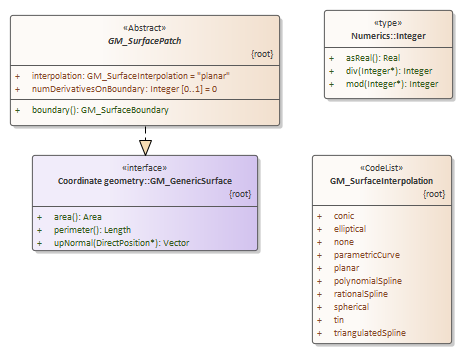 «Abstract»
GM_SurfacePatch
{root}
+ interpolation: GM_SurfaceInterpolation = "planar"
+ numDerivativesOnBoundary: Integer [0..1] = 0
+ boundary(): GM_SurfaceBoundary
«type»
Numerics::Integer
+ asReal(): Real
+ div(Integer*): Integer
+ mod(Integer*): Integer
«interface»
Coordinate geometry::GM_GenericSurface
{root}
+ area(): Area
+ perimeter(): Length
+ upNormal(DirectPosition*): Vector
«CodeList»
GM_SurfaceInterpolation
{root}
+ conic
+ elliptical
+ none
+ parametricCurve
+ planar
+ polynomialSpline
+ rationalSpline
+ spherical
+ tin
+ triangulatedSpline